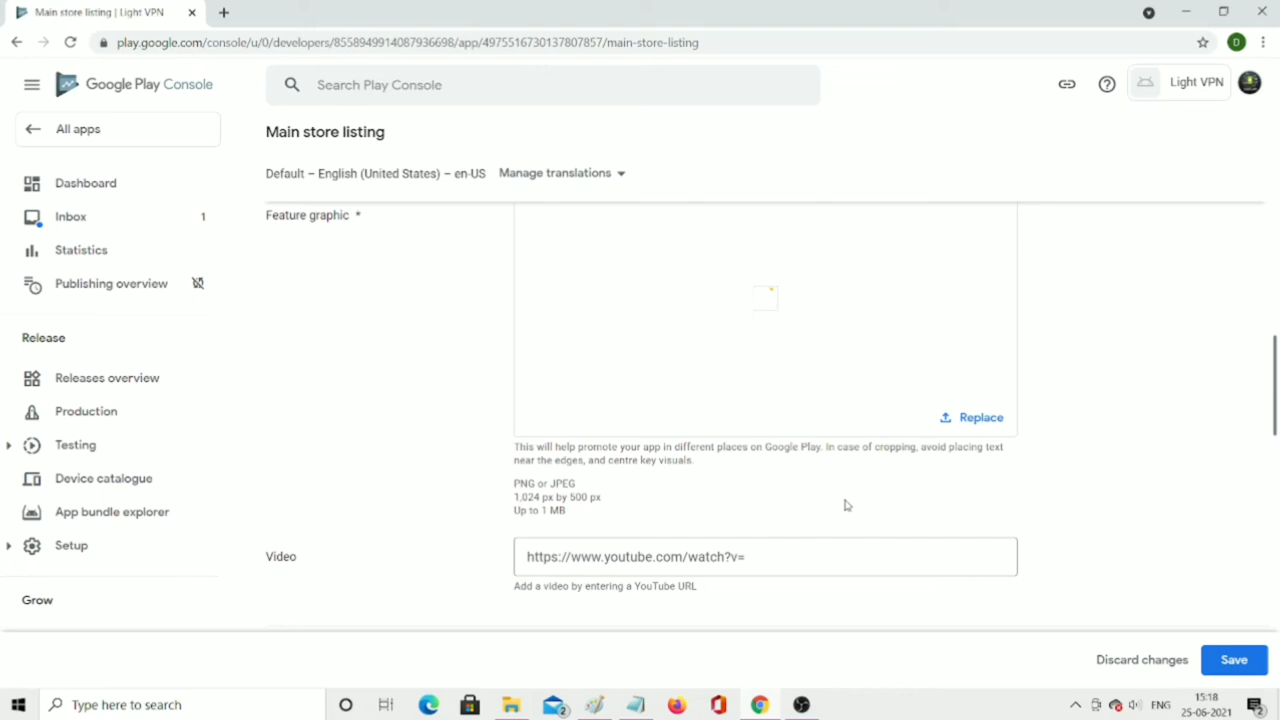 Main store listing | Light VPN
play.google.com/console/u/0/developers/8558949914087936698/app/4975516730137807857/main-store-listing
D
Google Play Console
Search Play Console
Light VPN
All apps
Main store listing
Default – English (United States) – en-US
Manage translations
Dashboard
Inbox
1
Statistics
Publishing overview
Release
Releases overview
Production
Testing
Device catalogue
App bundle explorer
Setup
Grow
Feature graphic *
Replace
This will help promote your app in different places on Google Play. In case of cropping, avoid placing text
near the edges, and centre key visuals.
PNG or JPEG
1,024 px by 500 px
Up to 1 MB
Video
https://www.youtube.com/watch?v=
Add a video by entering a YouTube URL
Discard changes
Save
Type here to search
2
ENG
15:18
25-06-2021
2